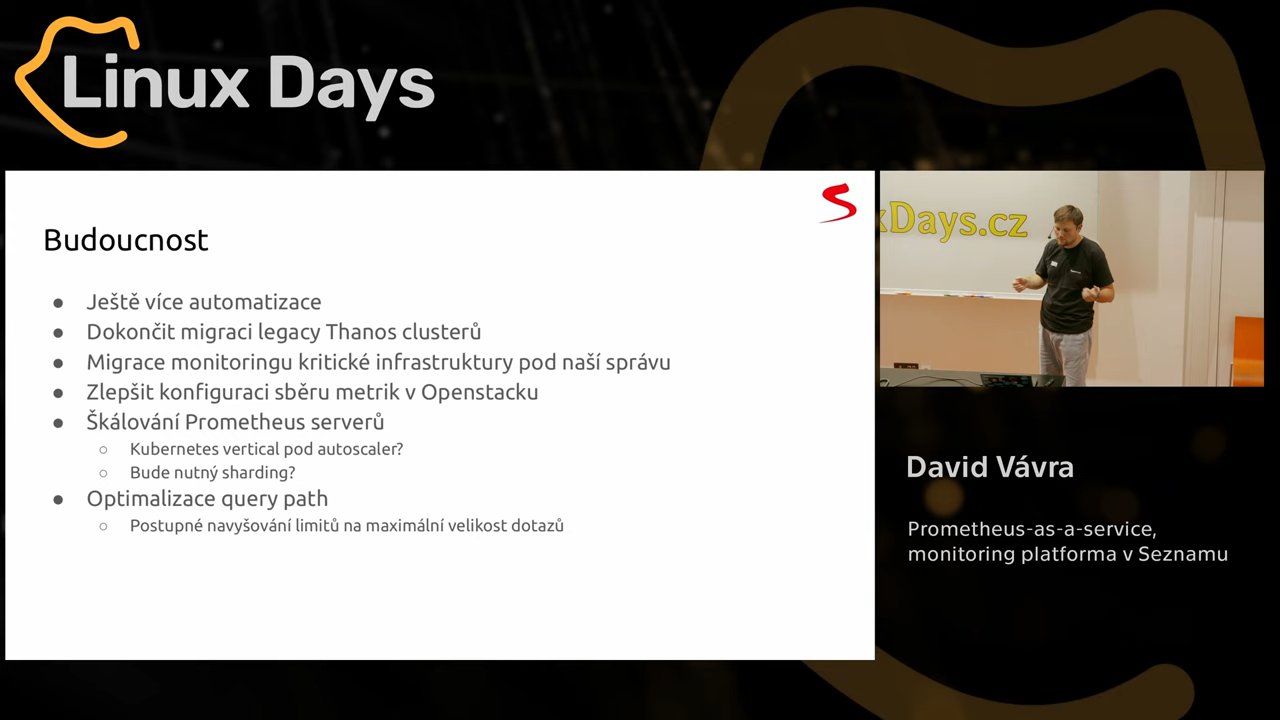 Linux Days
Budoucnost
● Ještě více automatizace
● Dokončit migraci legacy Thanos clusterů
● Migrace monitoringu kritické infrastruktury pod naší správu
● Zlepšit konfiguraci sběru metrik v Openstacku
● Škálování Prometheus serverů
○ Kubernetes vertical pod autoscaler?
○ Bude nutný sharding?
● Optimalizace query path
○ Postupné navyšování limitů na maximální velikost dotazů
xDays.cz
David Vávra
Prometheus-as-a-service,
monitoring platforma v Seznamu